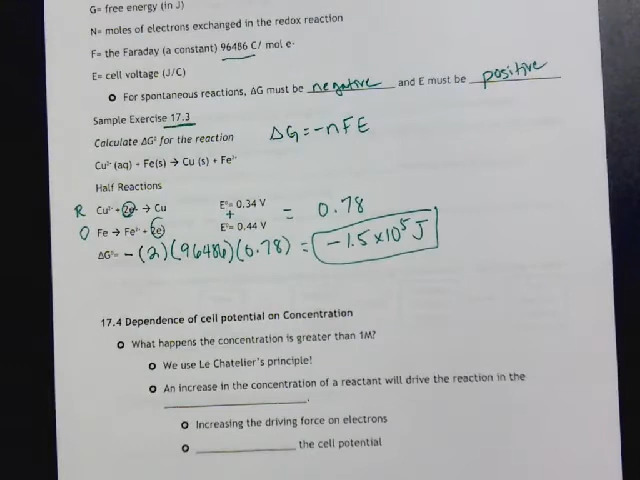 G= free energy (in J)
N= moles of electrons exchanged in the redox reaction
F= the Faraday (a constant) 96486 C/ mol e-
E= cell voltage (J/C)
For spontaneous reactions, ΔG must be negative and E must be positive
Sample Exercise 17.3
Calculate ΔG° for the reaction
ΔG = -nFE
Cu²⁺ (aq) + Fe(s) → Cu (s) + Fe²⁺
Half Reactions
R Cu²⁺ + 2e⁻ → Cu E°= 0.34 V
+ = 0.78
O Fe → Fe²⁺ + 2e⁻ E°= 0.44 V
ΔG°= -(2)(96486)(0.78) = -1.5 x 10⁵ J
17.4 Dependence of cell potential on Concentration
What happens the concentration is greater than 1M?
We use Le Chatelier's principle!
An increase in the concentration of a reactant will drive the reaction in the
____________________.
Increasing the driving force on electrons
______________ the cell potential